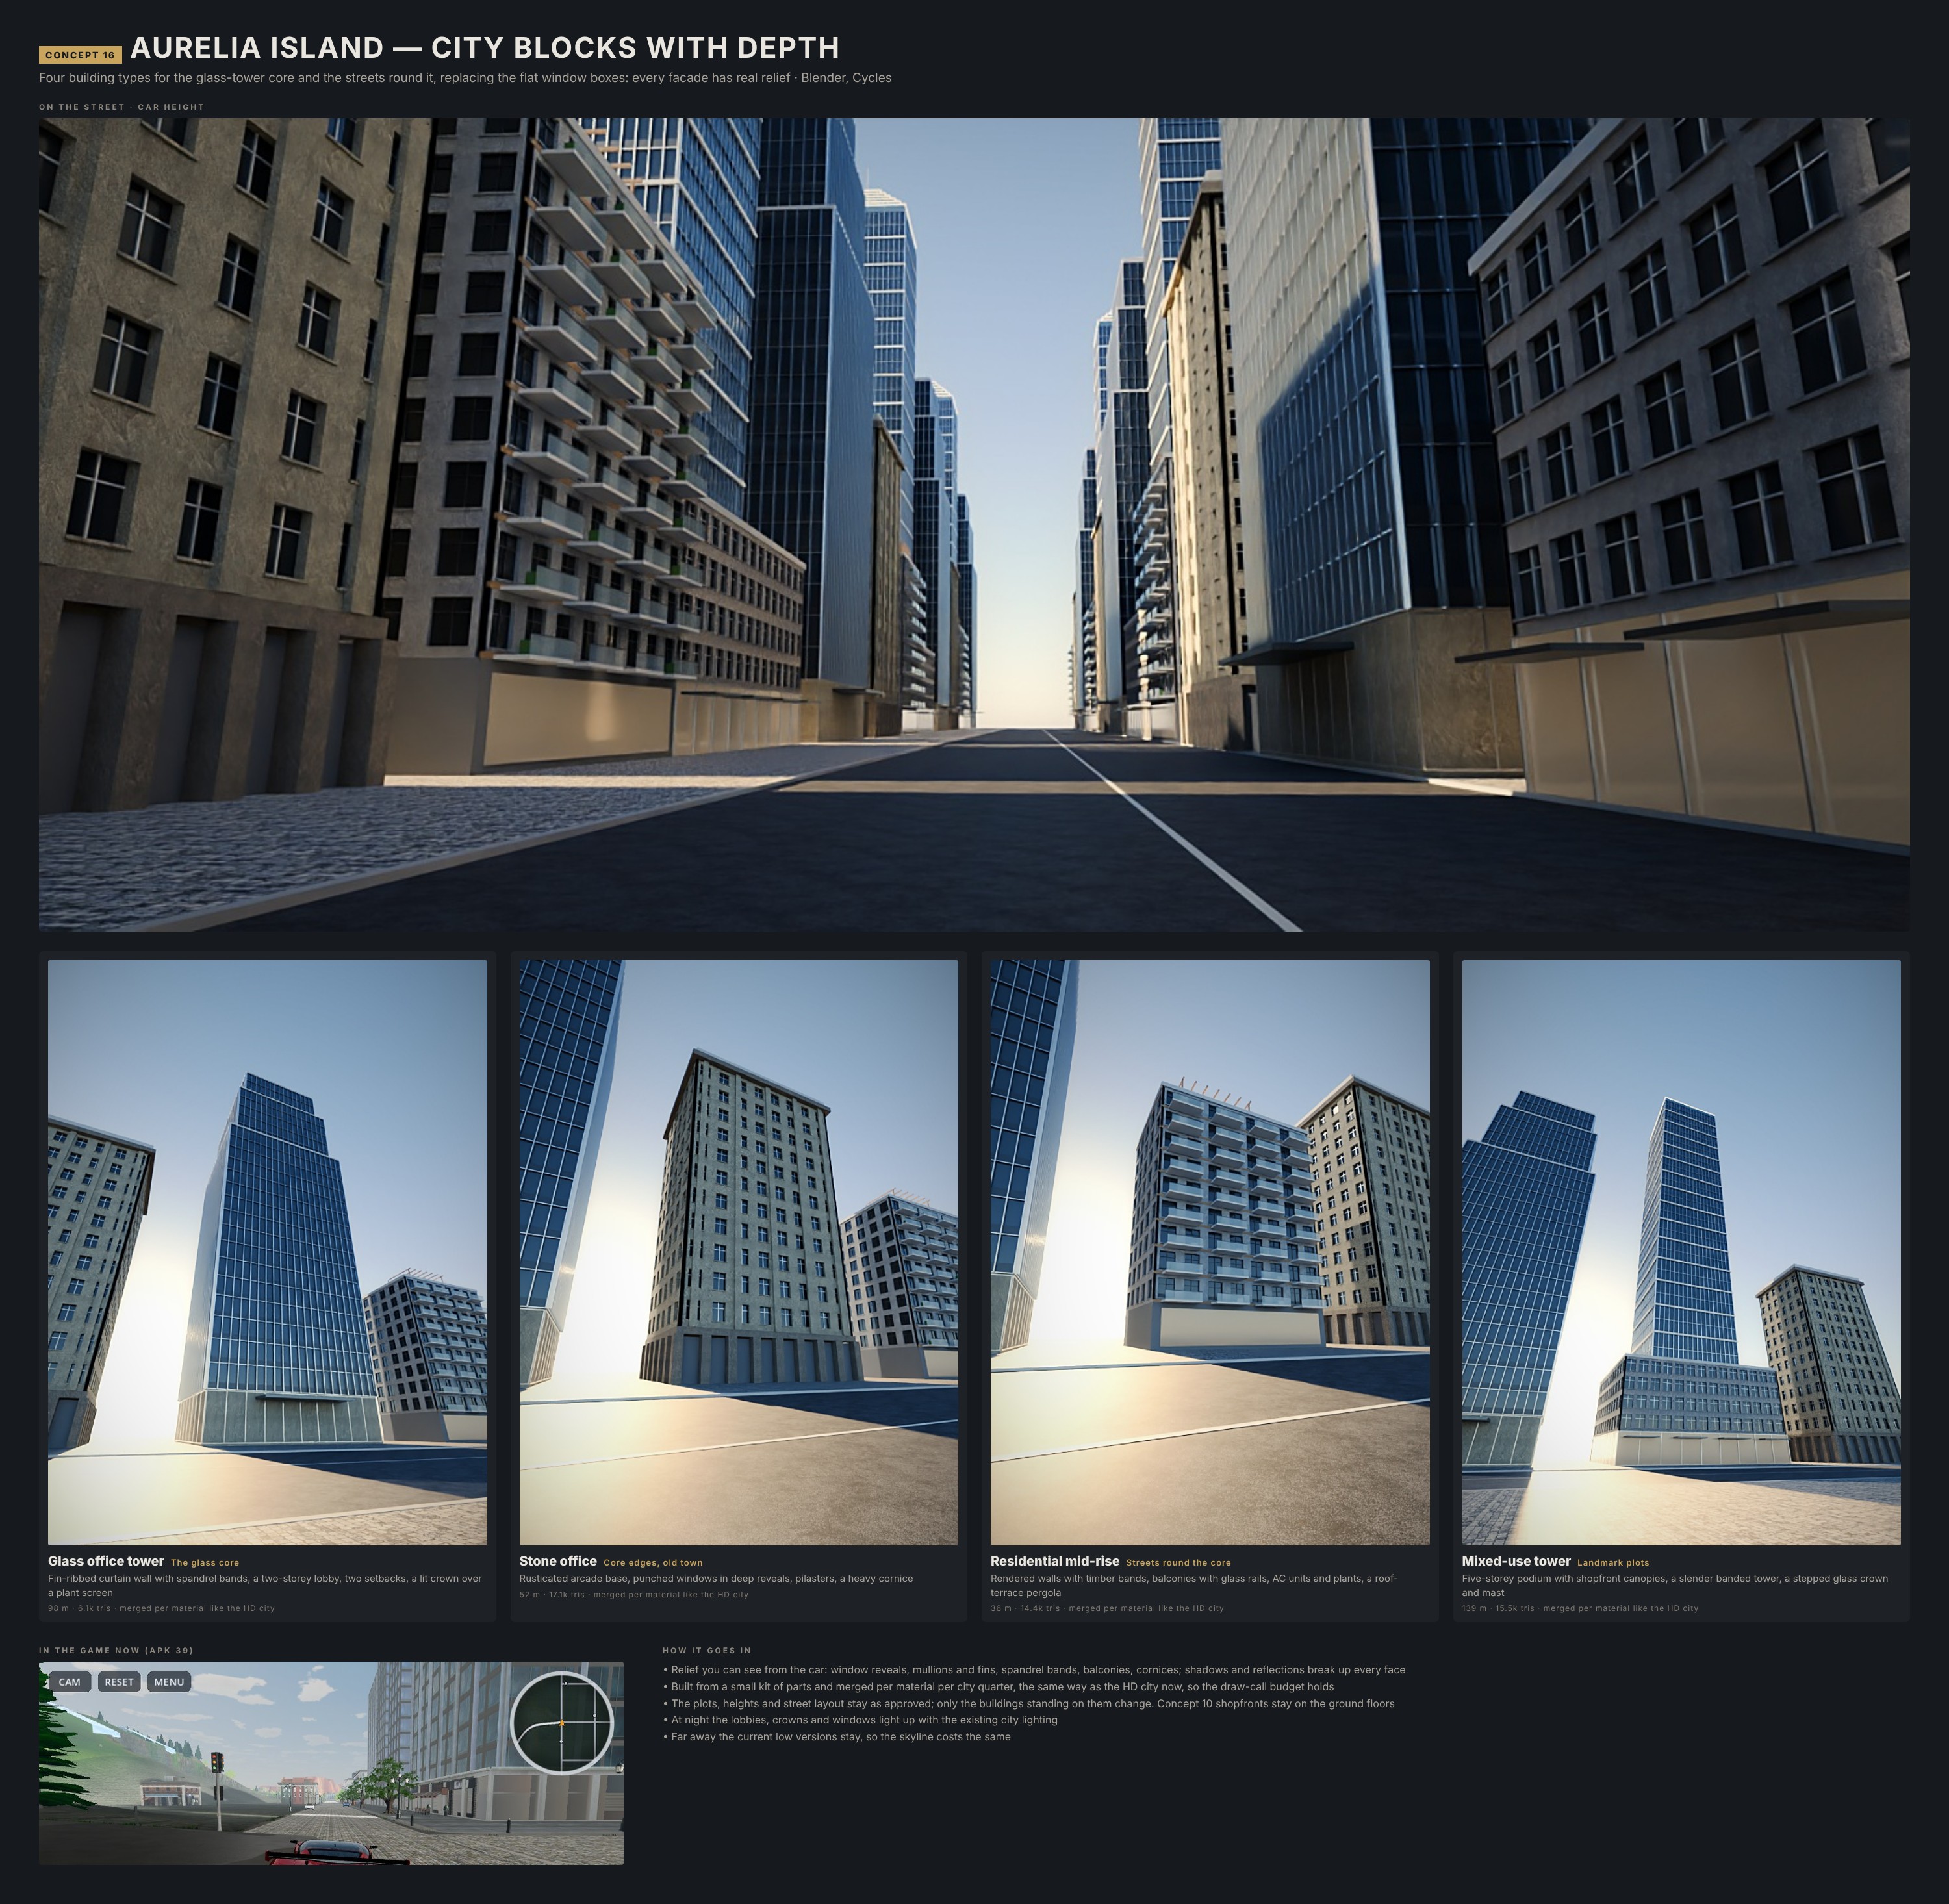 CONCEPT 16 AURELIA ISLAND — CITY BLOCKS WITH DEPTH
Four building types for the glass-tower core and the streets round it, replacing the flat window boxes: every facade has real relief · Blender, Cycles
ON THE STREET · CAR HEIGHT
Glass office tower The glass core
Fin-ribbed curtain wall with spandrel bands, a two-storey lobby, two setbacks, a lit crown over
a plant screen
98 m · 6.1k tris · merged per material like the HD city
Stone office Core edges, old town
Rusticated arcade base, punched windows in deep reveals, pilasters, a heavy cornice
52 m · 17.1k tris · merged per material like the HD city
Residential mid-rise Streets round the core
Rendered walls with timber bands, balconies with glass rails, AC units and plants, a roof-
terrace pergola
36 m · 14.4k tris · merged per material like the HD city
Mixed-use tower Landmark plots
Five-storey podium with shopfront canopies, a slender banded tower, a stepped glass crown
and mast
139 m · 15.5k tris · merged per material like the HD city
IN THE GAME NOW (APK 39)
CAM RESET MENU
HOW IT GOES IN
• Relief you can see from the car: window reveals, mullions and fins, spandrel bands, balconies, cornices; shadows and reflections break up every face
• Built from a small kit of parts and merged per material per city quarter, the same way as the HD city now, so the draw-call budget holds
• The plots, heights and street layout stay as approved; only the buildings standing on them change. Concept 10 shopfronts stay on the ground floors
• At night the lobbies, crowns and windows light up with the existing city lighting
• Far away the current low versions stay, so the skyline costs the same